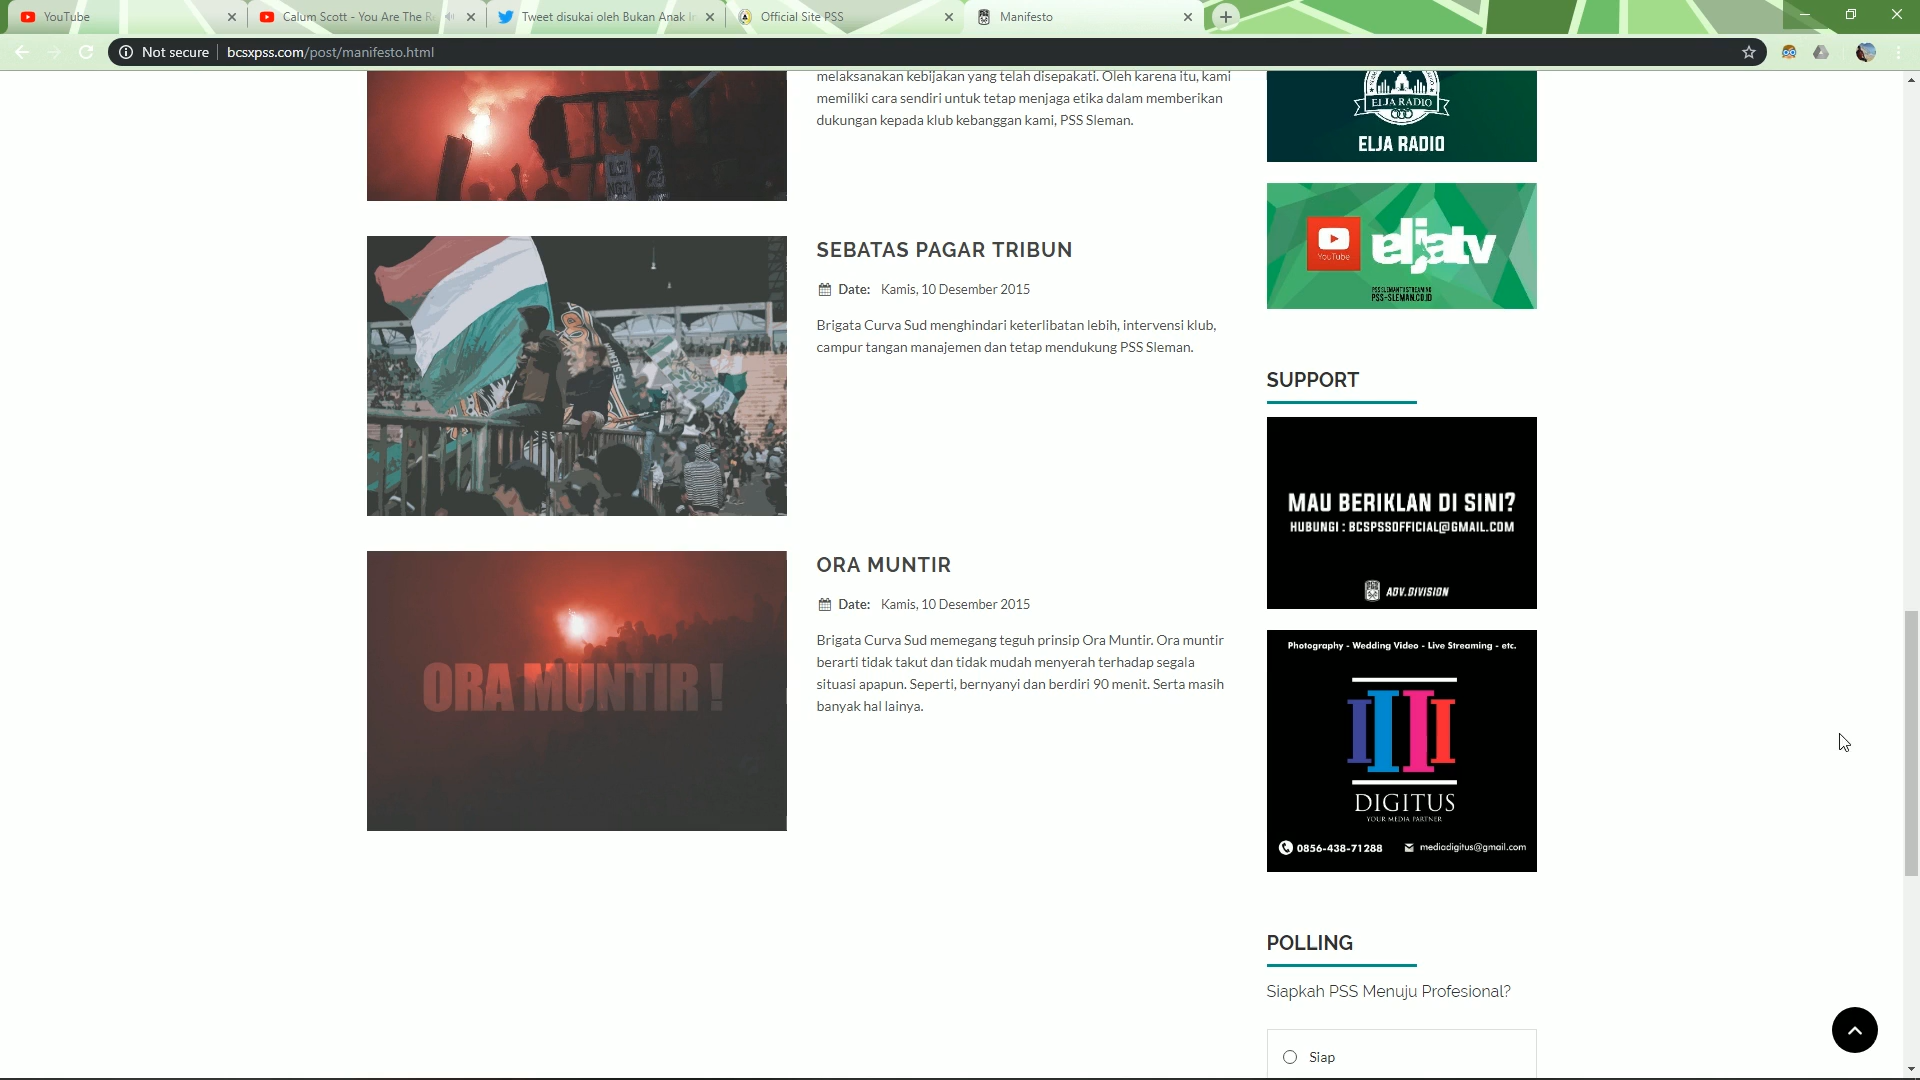 YouTube
Calum Scott - You Are The R
Tweet disukai oleh Bukan Anak I
Official Site PSS
Manifesto
Not secure
bcsxpss.com/post/manifesto.html
melaksanakan kebijakan yang telah disepakati. Oleh karena itu, kami
memiliki cara sendiri untuk tetap menjaga etika dalam memberikan
dukungan kepada klub kebanggan kami, PSS Sleman.
SEBATAS PAGAR TRIBUN
Date: Kamis, 10 Desember 2015
Brigata Curva Sud menghindari keterlibatan lebih, intervensi klub,
campur tangan manajemen dan tetap mendukung PSS Sleman.
ORA MUNTIR !
ORA MUNTIR
Date: Kamis, 10 Desember 2015
Brigata Curva Sud memegang teguh prinsip Ora Muntir. Ora muntir
berarti tidak takut dan tidak mudah menyerah terhadap segala
situasi apapun. Seperti, bernyanyi dan berdiri 90 menit. Serta masih
banyak hal lainya.
ELJA RADIO
ELJA RADIO
YouTube
eljatv
PSS-SLEMAN.CO.ID
SUPPORT
MAU BERIKLAN DI SINI?
HUBUNGI : BCSPSSOFFICIAL@GMAIL.COM
ADV.DIVISION
Photography - Wedding Video - Live Streaming - etc.
DIGITUS
YOUR MEDIA PARTNER
0856-438-71288
mediadigitus@gmail.com
POLLING
Siapkah PSS Menuju Profesional?
Siap